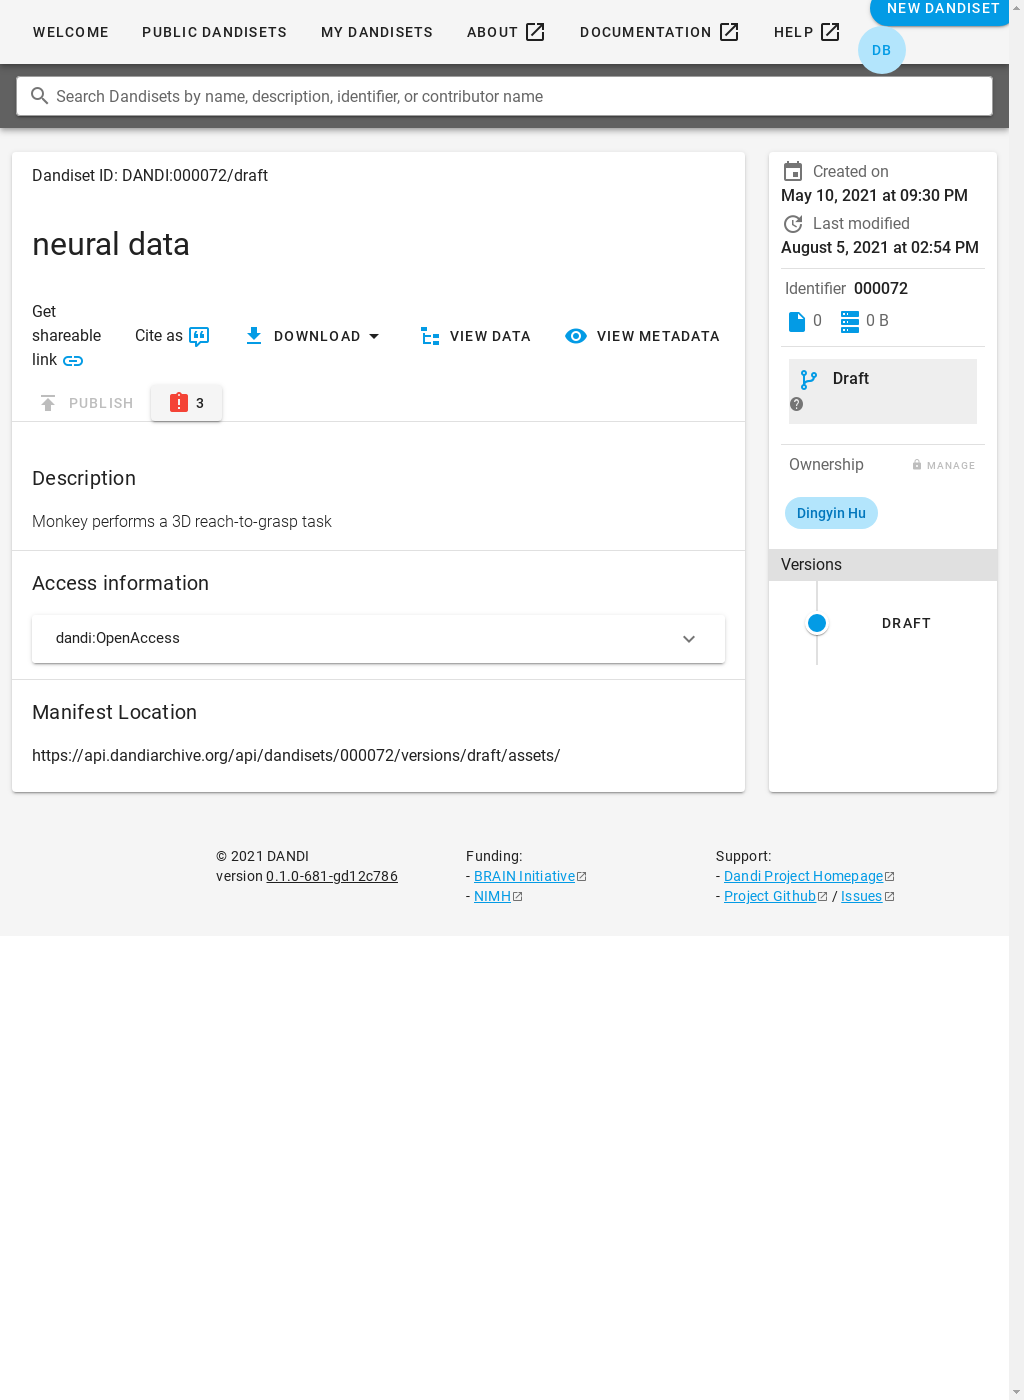 WELCOME
PUBLIC DANDISETS
MY DANDISETS
ABOUT
DOCUMENTATION
HELP
NEW DANDISET
DB
Search Dandisets by name, description, identifier, or contributor name
Dandiset ID: DANDI:000072/draft
neural data
Get
shareable
link
Cite as
DOWNLOAD
VIEW DATA
VIEW METADATA
PUBLISH
3
Description
Monkey performs a 3D reach-to-grasp task
Access information
dandi:OpenAccess
Manifest Location
https://api.dandiarchive.org/api/dandisets/000072/versions/draft/assets/
Created on
May 10, 2021 at 09:30 PM
Last modified
August 5, 2021 at 02:54 PM
Identifier 000072
0
0 B
Draft
Ownership
MANAGE
Dingyin Hu
Versions
DRAFT
© 2021 DANDI
version 0.1.0-681-gd12c786
Funding:
- BRAIN Initiative
- NIMH
Support:
- Dandi Project Homepage
- Project Github / Issues